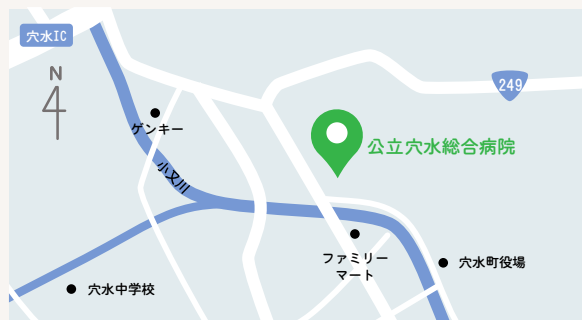 穴水IC
N
249
ゲンキー
公立穴水総合病院
小又川
ファミリー
マート
穴水町役場
穴水中学校